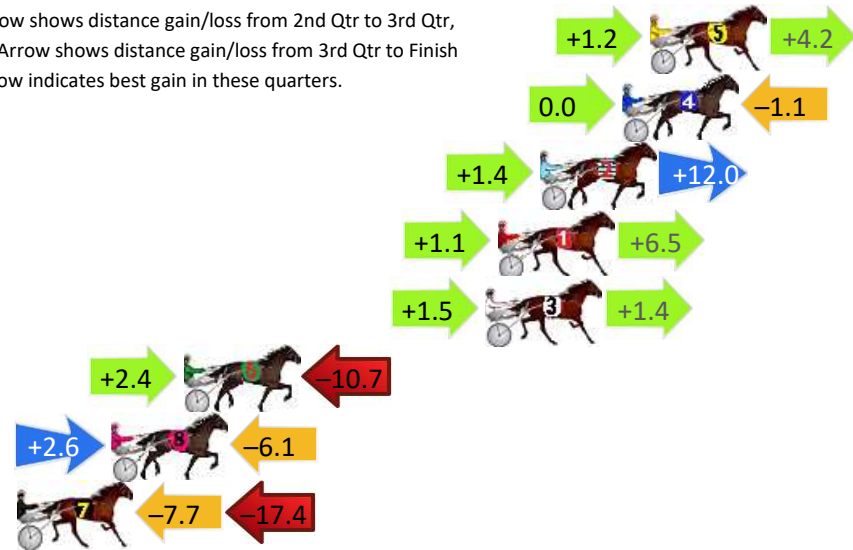 ow shows distance gain/loss from 2nd Qtr to 3rd Qtr,
Arrow shows distance gain/loss from 3rd Qtr to Finish
ow indicates best gain in these quarters.
+1.2 5 +4.2
0.0 4 –1.1
+1.4 2 +12.0
+1.1 1 +6.5
+1.5 3 +1.4
+2.4 6 –10.7
+2.6 8 –6.1
7 –7.7 –17.4